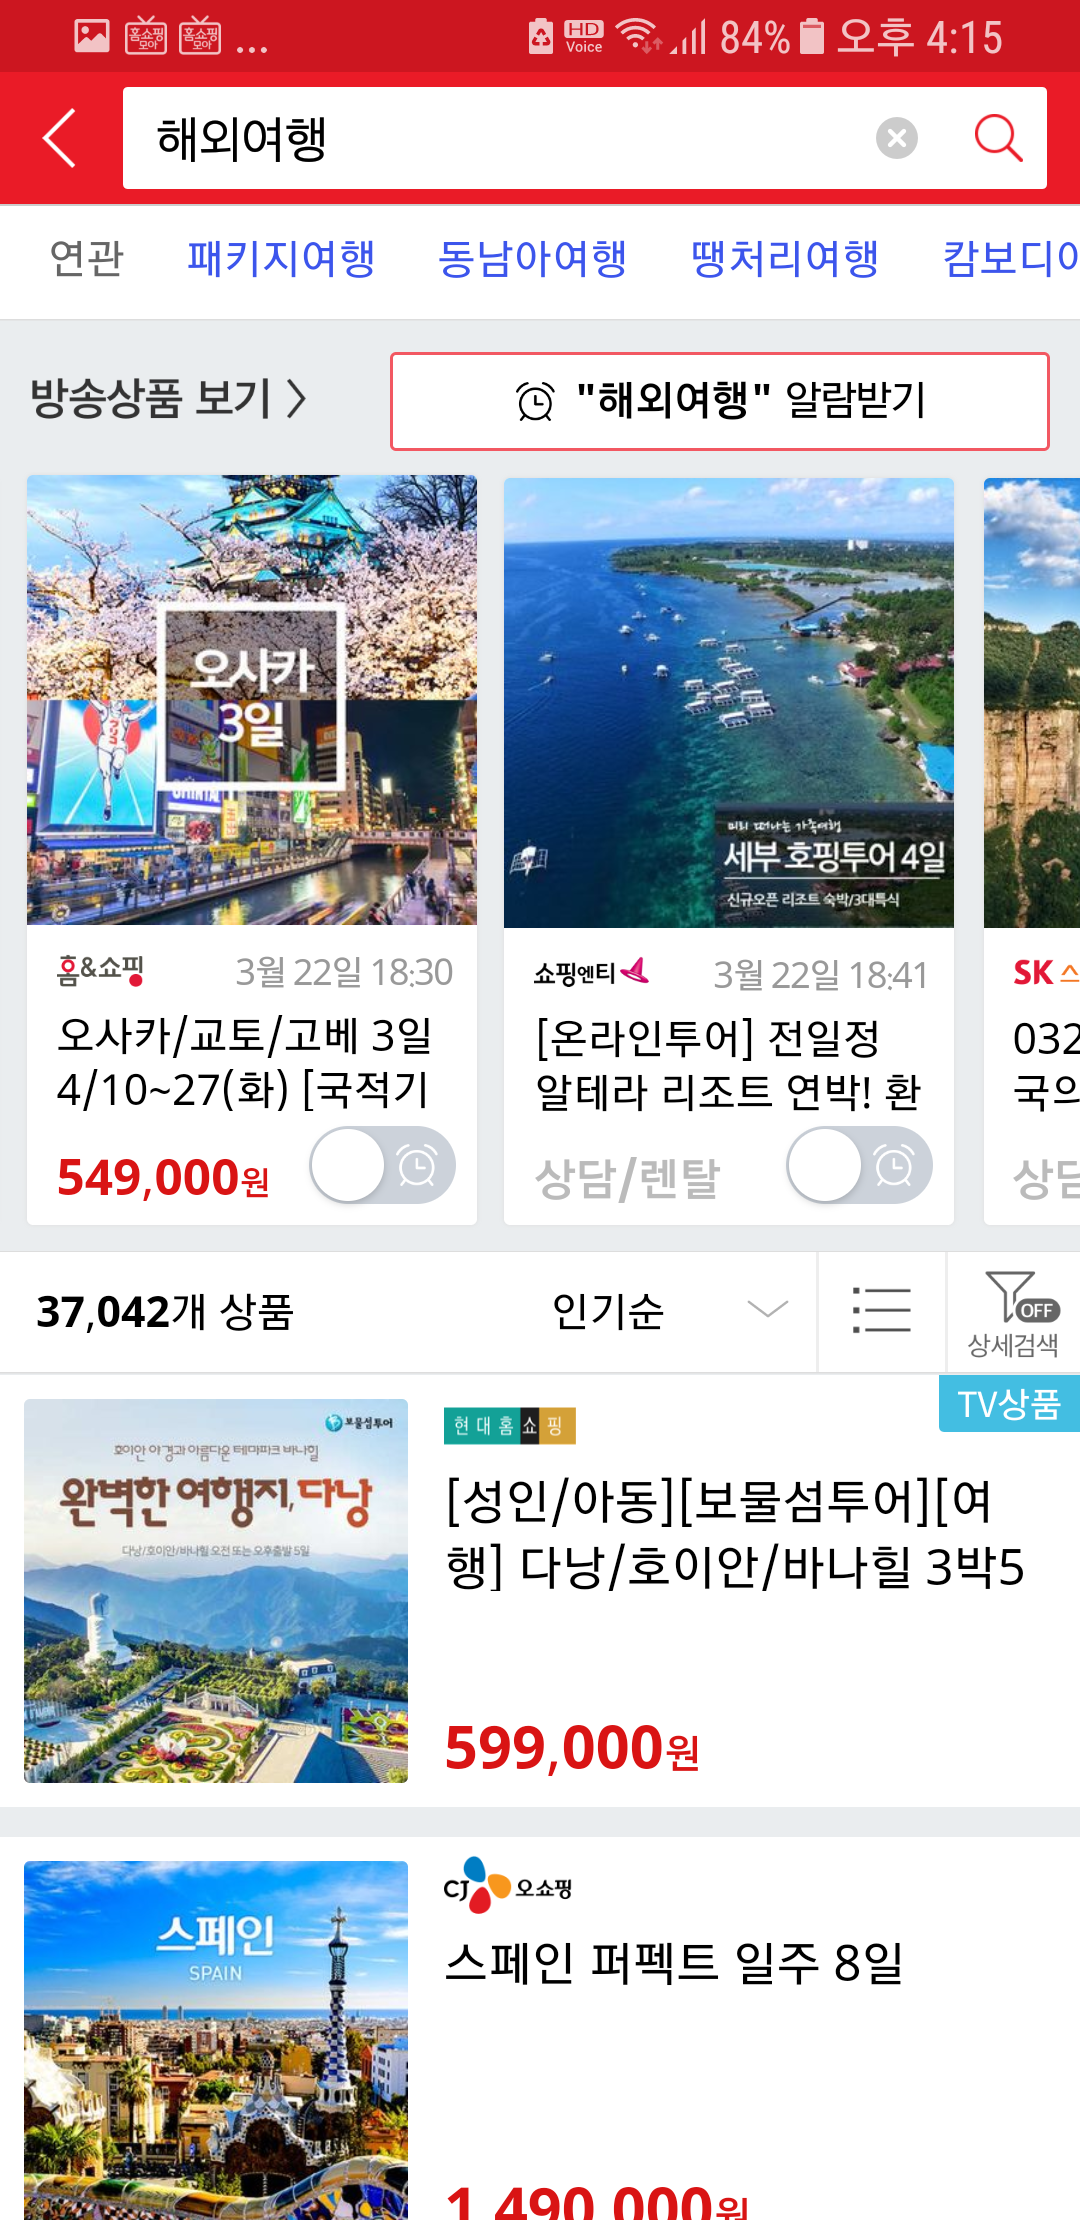 홈쇼핑 모아 홈쇼핑 모아 ... HD Voice 84% 오후 4:15
해외여행
연관 패키지여행 동남아여행 땡처리여행 캄보디아
방송상품 보기 "해외여행" 알람받기
오사카
3일
미리 떠나는 가족여행
세부 호핑투어 4일
신규오픈 리조트 숙박/3대특식
홈&쇼핑 3월 22일 18:30
오사카/교토/고베 3일
4/10~27(화) [국적기
549,000원
쇼핑엔티 3월 22일 18:41
[온라인투어] 전일정
알테라 리조트 연박! 환
상담/렌탈
SK 스
032
국의
상담
37,042개 상품 인기순 OFF 상세검색
TV상품
보물섬투어
호이안 야경과 아름다운 테마파크 바나힐
완벽한 여행지, 다낭
다낭/호이안/바나힐 오전 또는 오후출발 5일
현대홈쇼핑
[성인/아동][보물섬투어][여
행] 다낭/호이안/바나힐 3박5
599,000원
스페인
SPAIN
CJ 오쇼핑
스페인 퍼펙트 일주 8일
1,490,000원